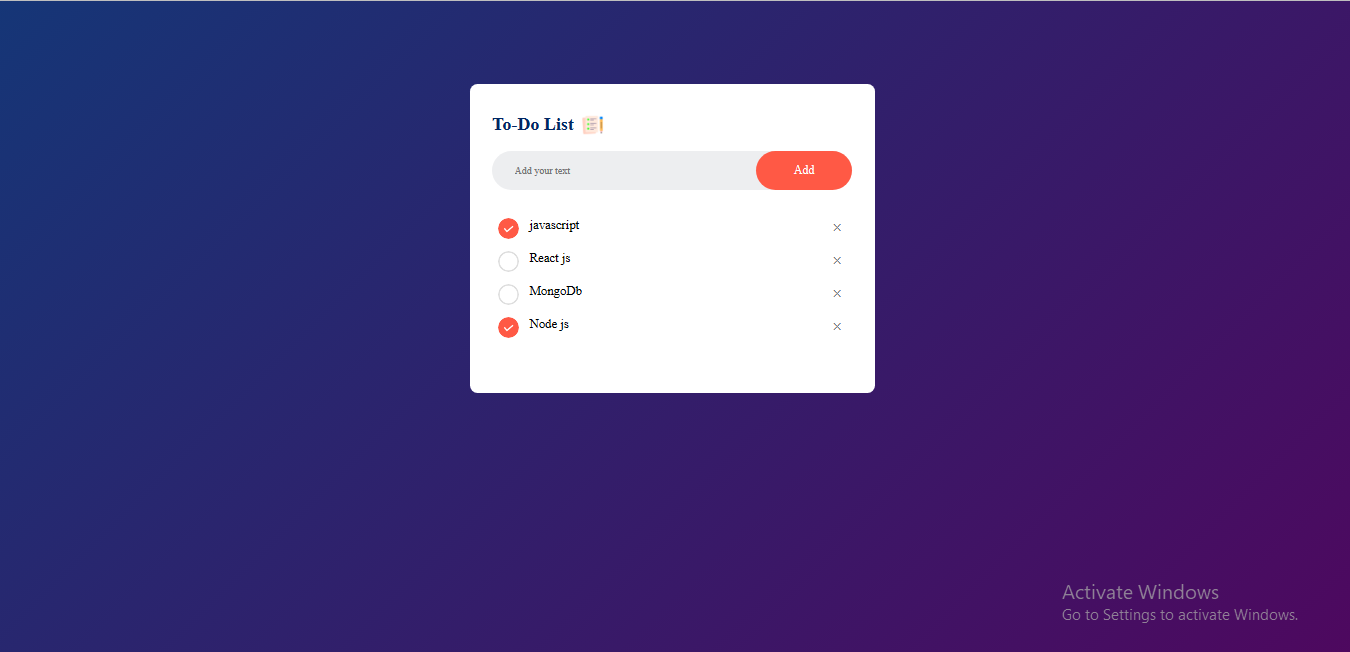 To-Do List
Add your text
Add
javascript
React js
MongoDb
Node js
Activate Windows
Go to Settings to activate Windows.